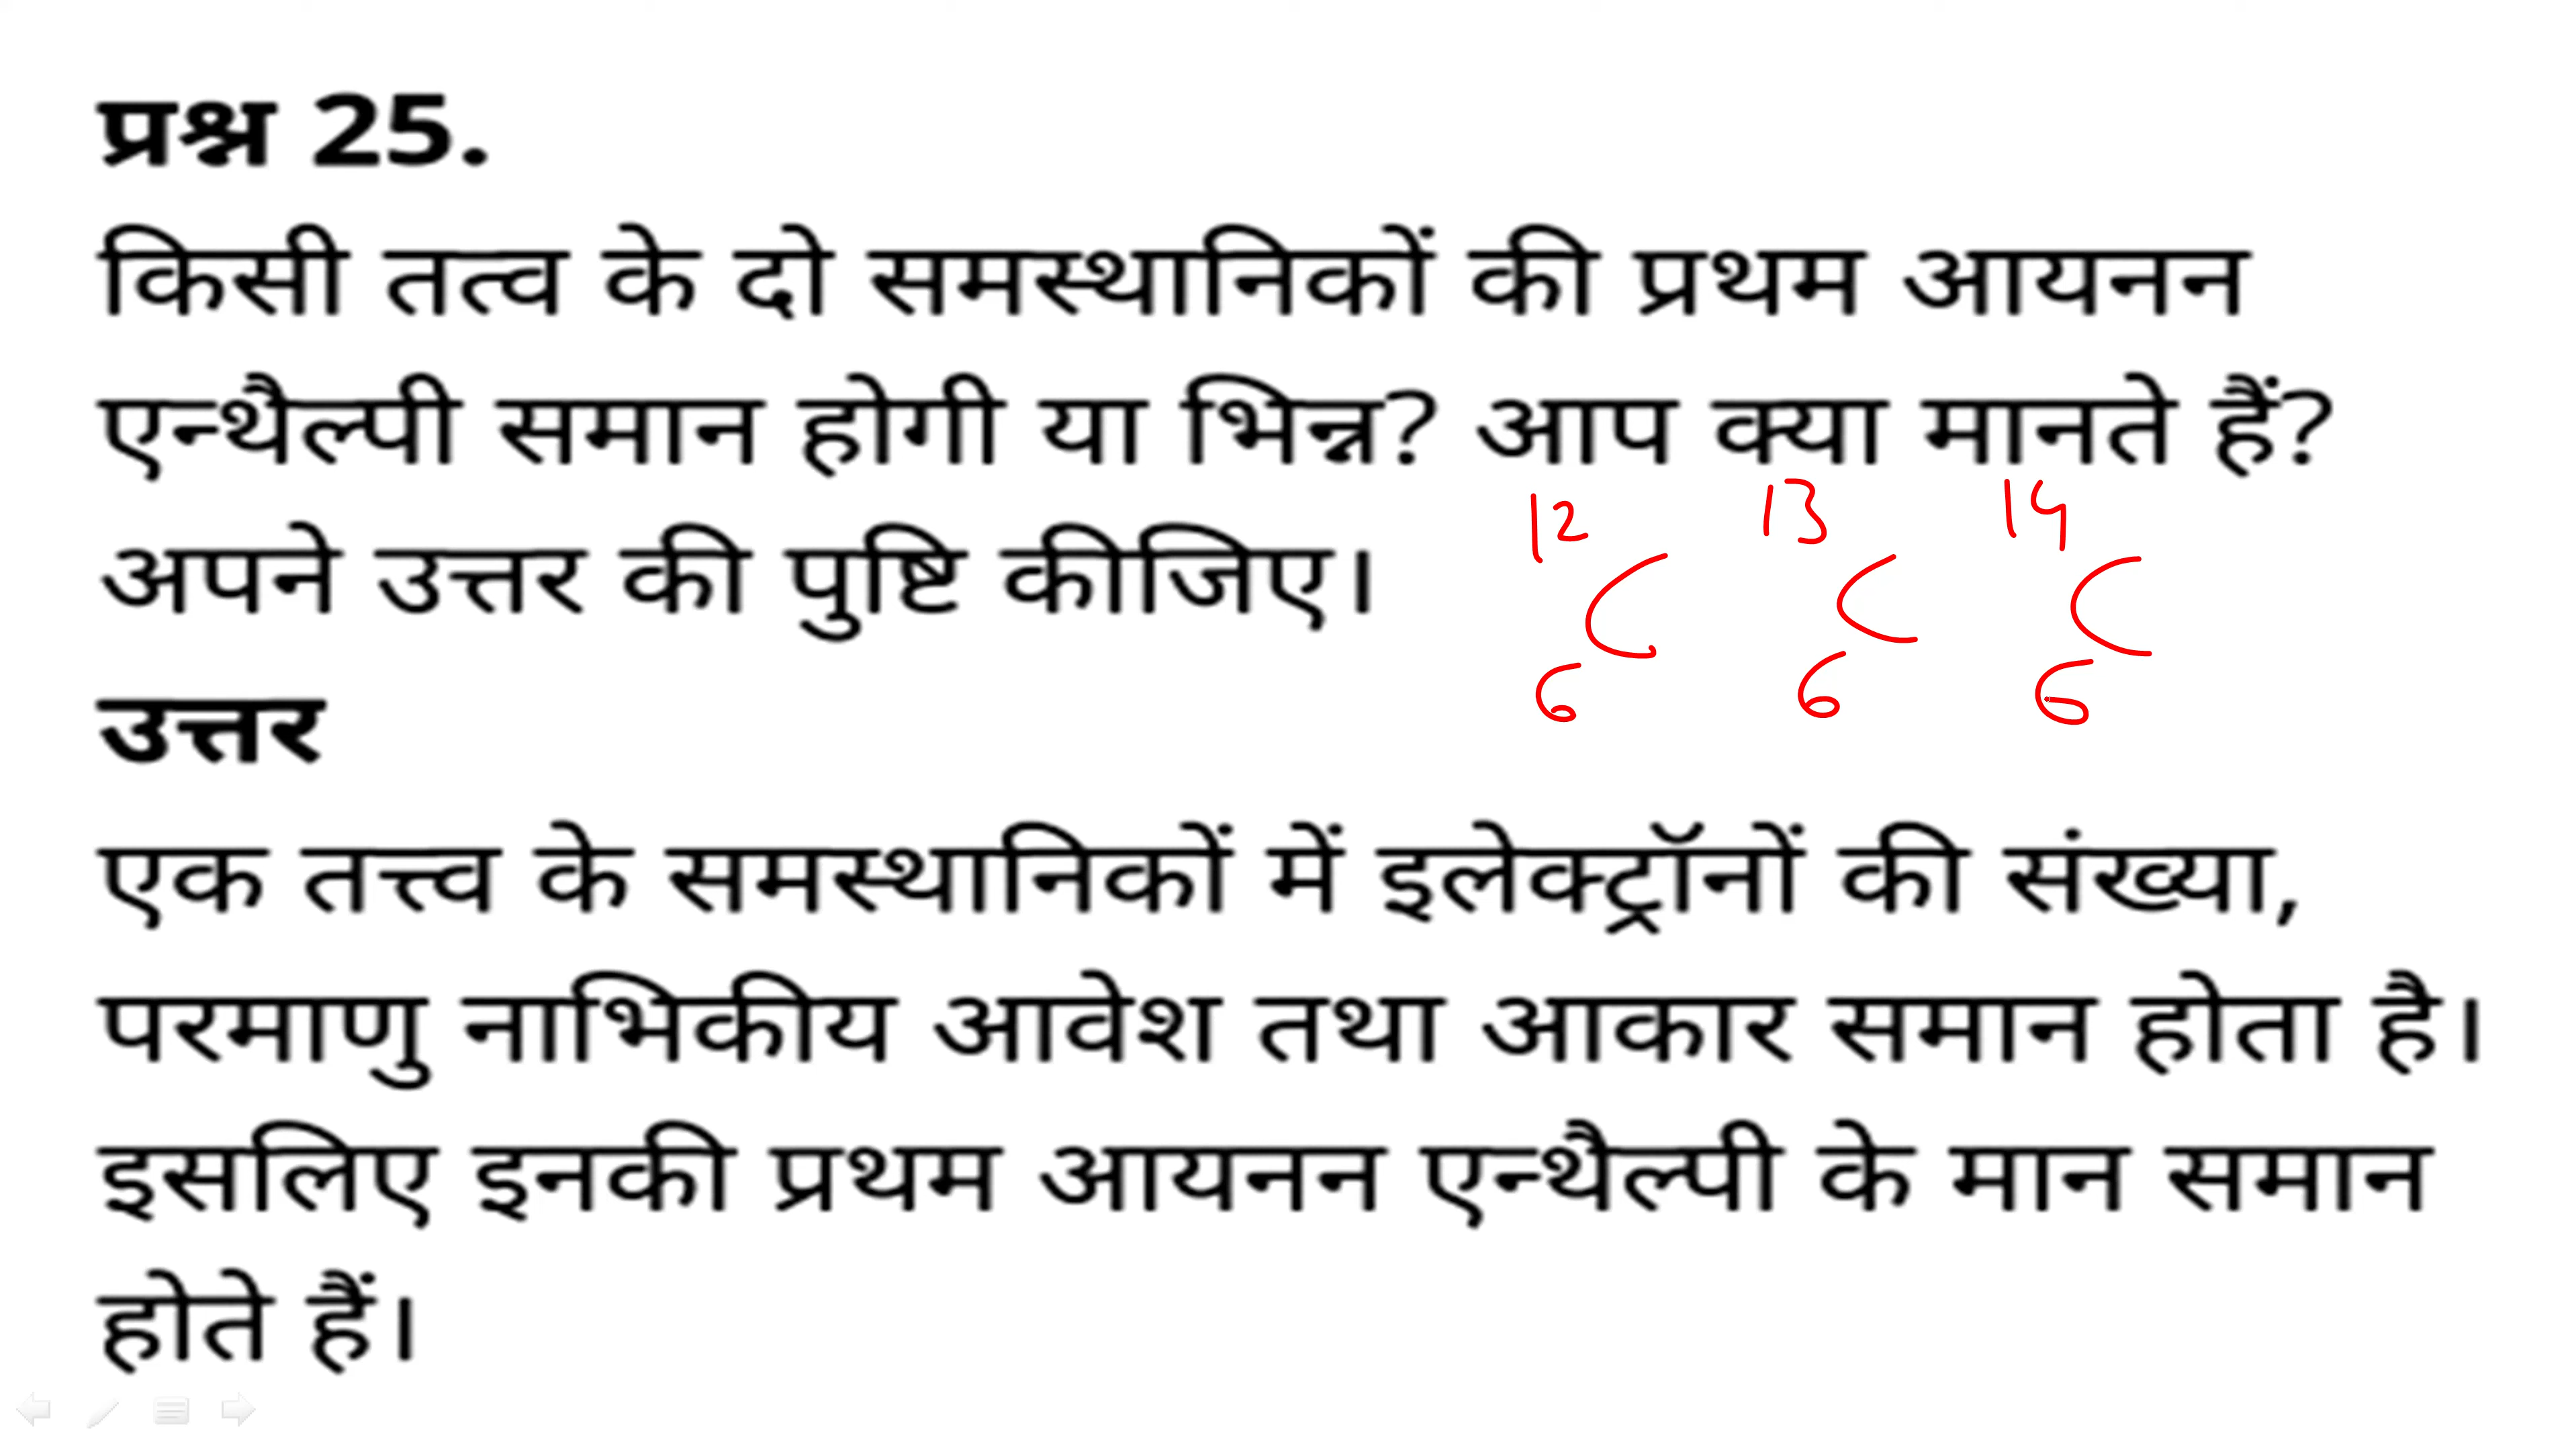 प्रश्न 25.
किसी तत्व के दो समस्थानिकों की प्रथम आयनन
एन्थैल्पी समान होगी या भिन्न? आप क्या मानते हैं?
12 13 14
अपने उत्तर की पुष्टि कीजिए। C C C
6 6 6
उत्तर
एक तत्त्व के समस्थानिकों में इलेक्ट्रॉनों की संख्या,
परमाणु नाभिकीय आवेश तथा आकार समान होता है।
इसलिए इनकी प्रथम आयनन एन्थैल्पी के मान समान
होते हैं।